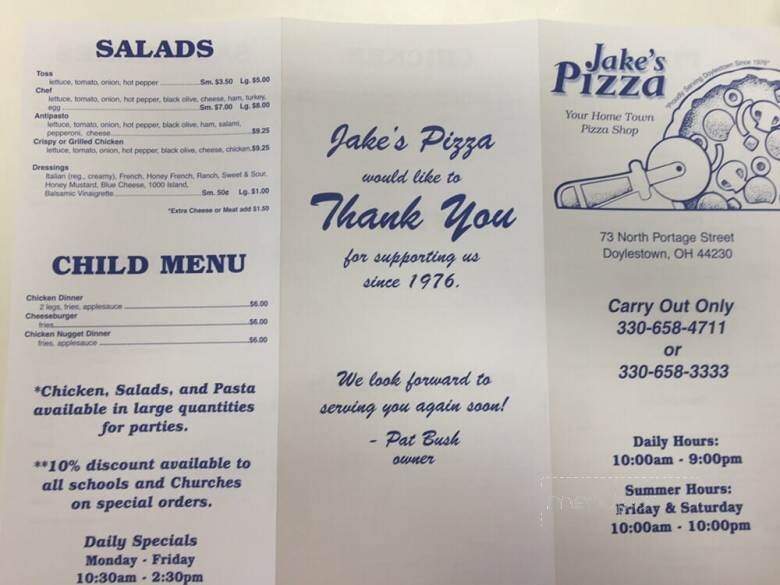 SALADS
Toss
lettuce, tomato, onion, hot pepper Sm. $3.50 Lg. $5.00
Chef
lettuce, tomato, onion, hot pepper, black olive, cheese, ham, turkey,
egg Sm. $7.00 Lg. $8.00
Antipasto
lettuce, tomato, onion, hot pepper, black olive, ham, salami,
pepperoni, cheese $9.25
Crispy or Grilled Chicken
lettuce, tomato, onion, hot pepper, black olive, cheese, chicken.$9.25
Dressings
Italian (reg., creamy), French, Honey French, Ranch, Sweet & Sour,
Honey Mustard, Blue Cheese, 1000 Island,
Balsamic Vinaigrette Sm. 50¢ Lg. $1.00
*Extra Cheese or Meat add $1.50
CHILD MENU
Chicken Dinner
2 legs, fries, applesauce $6.00
Cheeseburger
fries $6.00
Chicken Nugget Dinner
fries, applesauce $6.00
*Chicken, Salads, and Pasta
available in large quantities
for parties.
**10% discount available to
all schools and Churches
on special orders.
Daily Specials
Monday - Friday
10:30am - 2:30pm
Jake's Pizza
would like to
Thank You
for supporting us
since 1976.
We look forward to
serving you again soon!
- Pat Bush
owner
Jake's
Pizza
"Proudly Serving Doylestown Since 1976"
Your Home Town
Pizza Shop
73 North Portage Street
Doylestown, OH 44230
Carry Out Only
330-658-4711
or
330-658-3333
Daily Hours:
10:00am - 9:00pm
Summer Hours:
Friday & Saturday
10:00am - 10:00pm